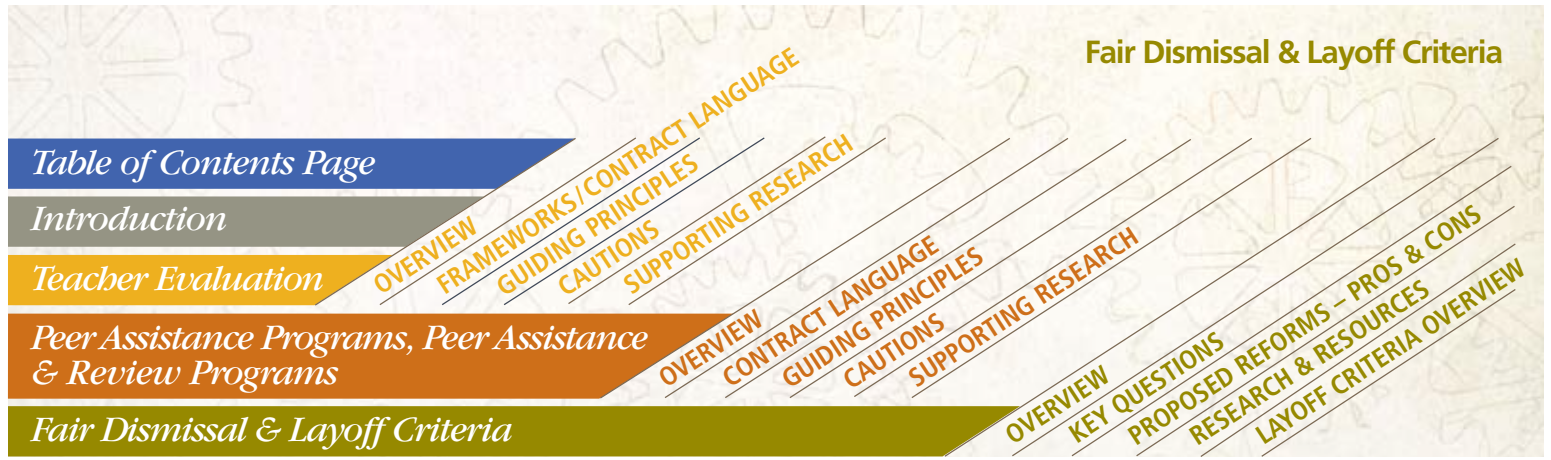 Fair Dismissal & Layoff Criteria
Table of Contents Page
Introduction
Teacher Evaluation
OVERVIEW
FRAMEWORKS/CONTRACT LANGUAGE
GUIDING PRINCIPLES
CAUTIONS
SUPPORTING RESEARCH
Peer Assistance Programs, Peer Assistance
& Review Programs
OVERVIEW
CONTRACT LANGUAGE
GUIDING PRINCIPLES
CAUTIONS
SUPPORTING RESEARCH
Fair Dismissal & Layoff Criteria
OVERVIEW
KEY QUESTIONS
PROPOSED REFORMS – PROS & CONS
RESEARCH & RESOURCES
LAYOFF CRITERIA OVERVIEW